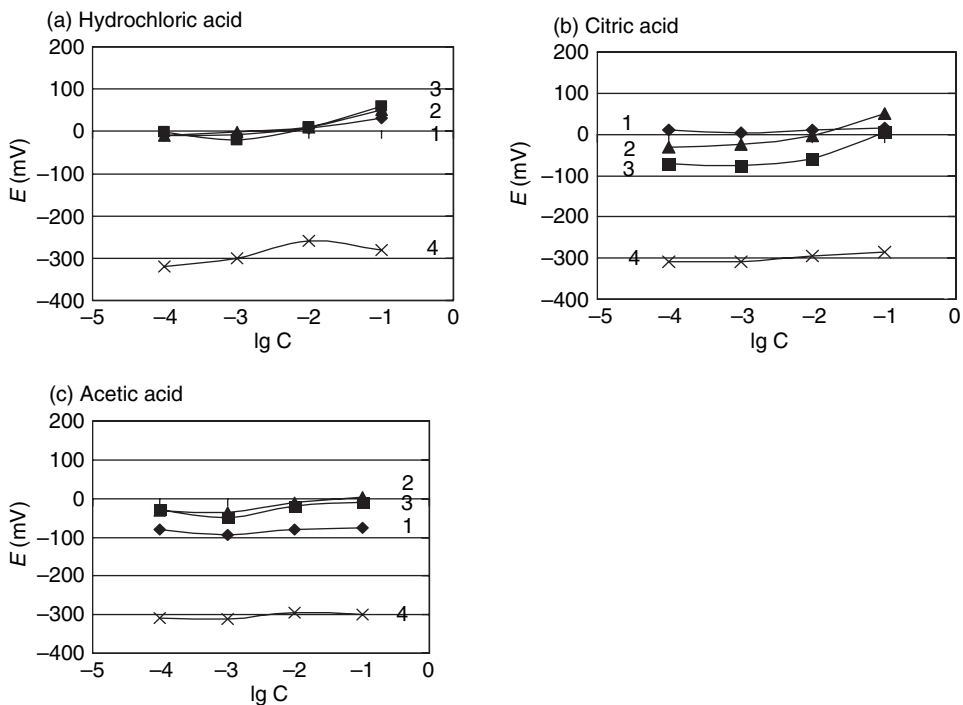 (a) Hydrochloric acid
200
100
0
–100
–200
–300
–400
E (mV)
3
2
1
4
–5 –4 –3 –2 –1 0
lg C
(b) Citric acid
200
100
0
–100
–200
–300
–400
E (mV)
1
2
3
4
–5 –4 –3 –2 –1 0
lg C
(c) Acetic acid
200
100
0
–100
–200
–300
–400
E (mV)
2
3
1
4
–5 –4 –3 –2 –1 0
lg C